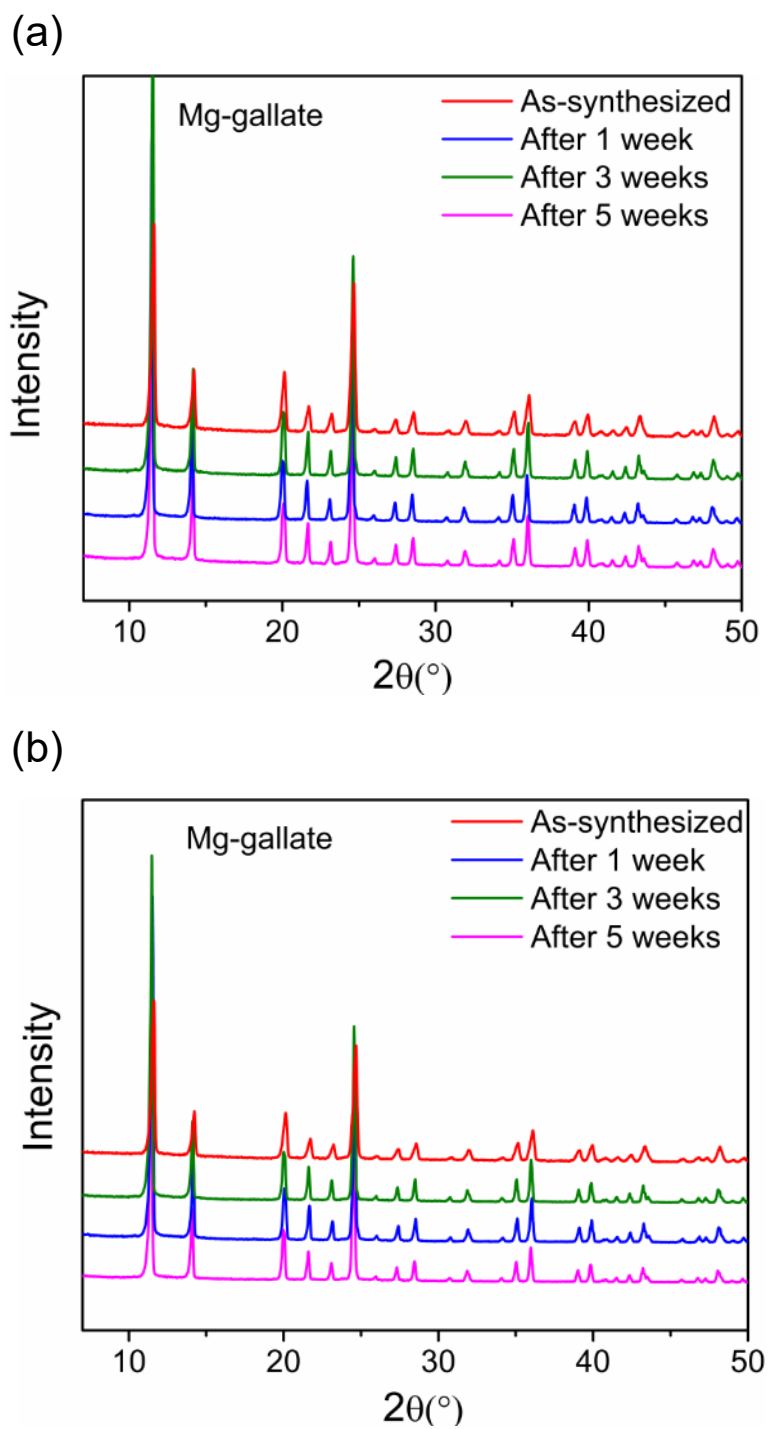 (a)
Mg-gallate
As-synthesized
After 1 week
After 3 weeks
After 5 weeks
Intensity
10 20 30 40 50
2θ(°)
(b)
Mg-gallate
As-synthesized
After 1 week
After 3 weeks
After 5 weeks
Intensity
10 20 30 40 50
2θ(°)